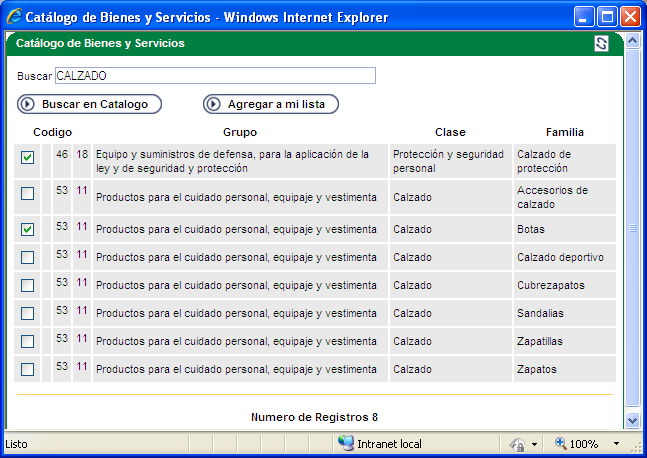 Catálogo de Bienes y Servicios - Windows Internet Explorer
Catálogo de Bienes y Servicios
Buscar CALZADO
Buscar en Catalogo Agregar a mi lista
Codigo Grupo Clase Familia
46 18 Equipo y suministros de defensa, para la aplicación de la Protección y seguridad Calzado de
ley y de seguridad y protección personal protección
53 11 Productos para el cuidado personal, equipaje y vestimenta Calzado Accesorios de
calzado
53 11 Productos para el cuidado personal, equipaje y vestimenta Calzado Botas
53 11 Productos para el cuidado personal, equipaje y vestimenta Calzado Calzado deportivo
53 11 Productos para el cuidado personal, equipaje y vestimenta Calzado Cubrezapatos
53 11 Productos para el cuidado personal, equipaje y vestimenta Calzado Sandalias
53 11 Productos para el cuidado personal, equipaje y vestimenta Calzado Zapatillas
53 11 Productos para el cuidado personal, equipaje y vestimenta Calzado Zapatos
Numero de Registros 8
Listo Intranet local 100%